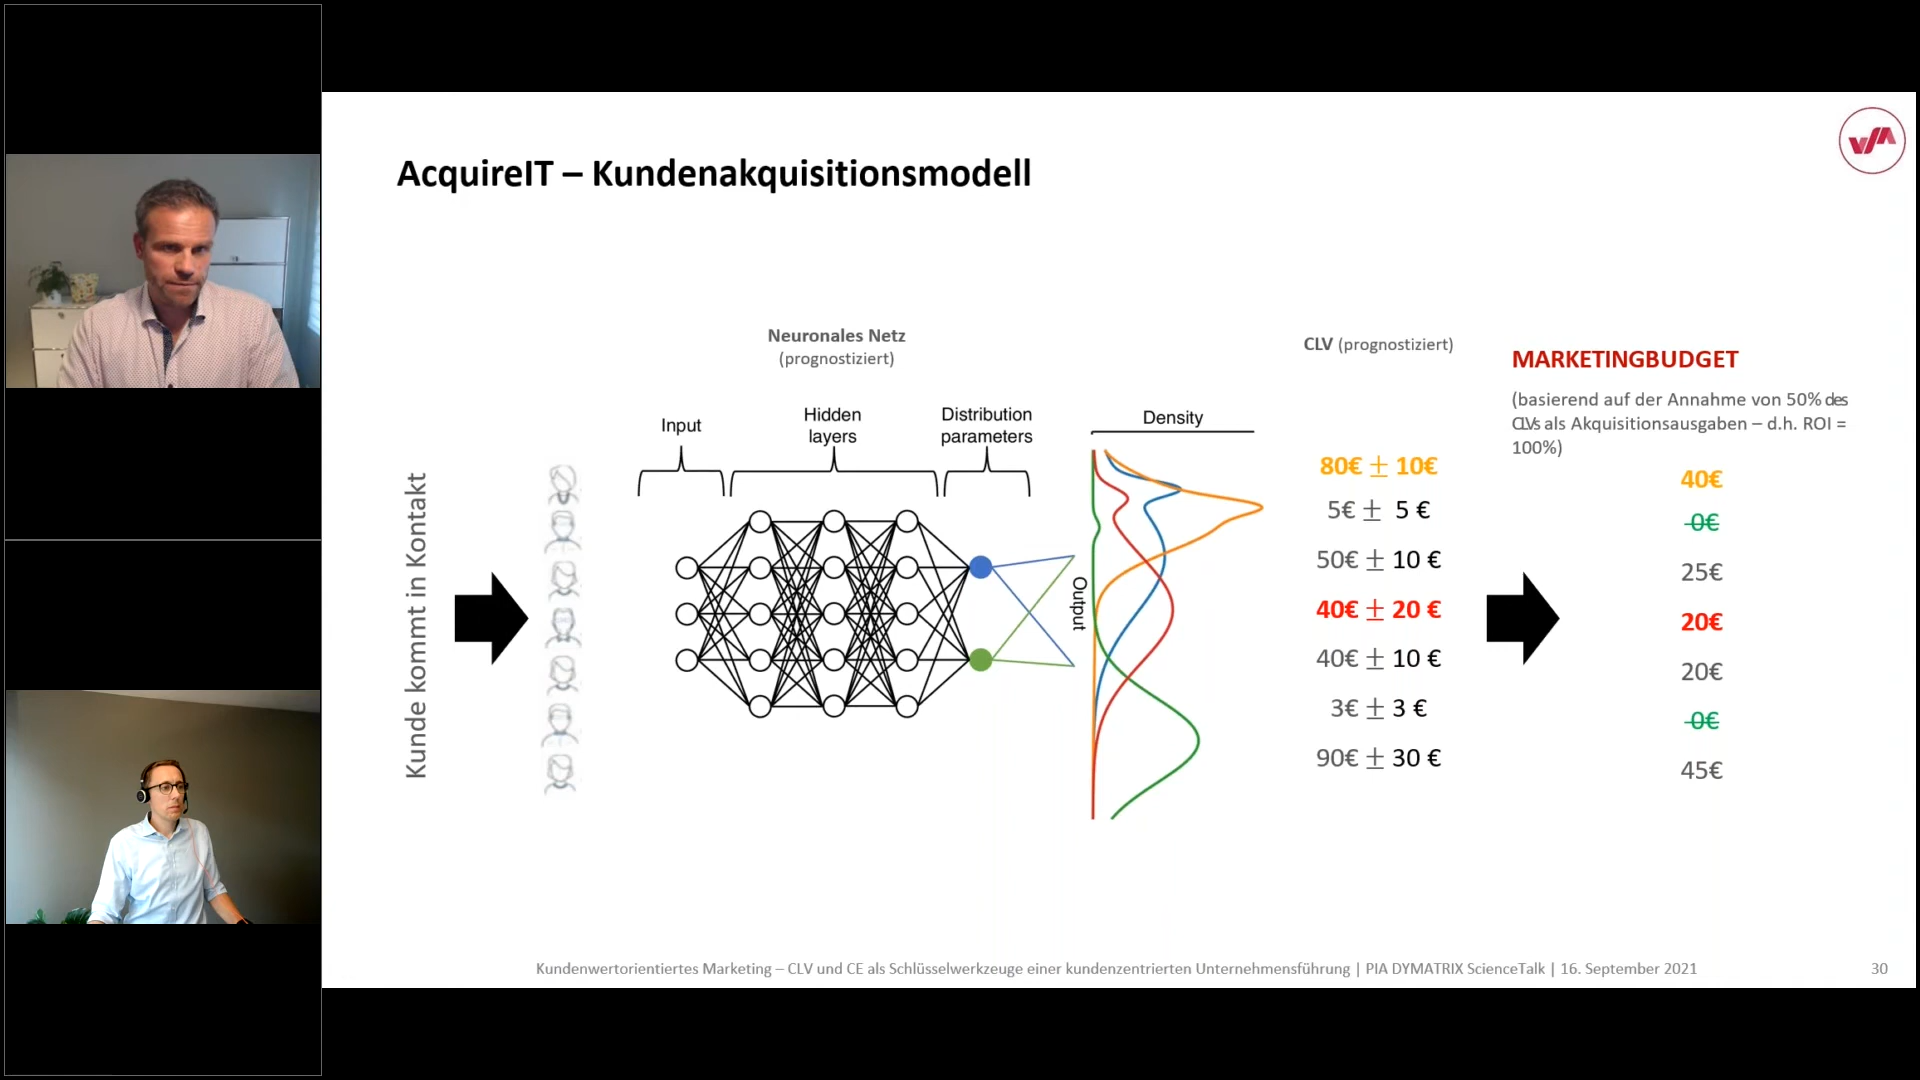 AcquireIT – Kundenakquisitionsmodell
Kunde kommt in Kontakt
Neuronales Netz
(prognostiziert)
Input
Hidden
layers
Distribution
parameters
Output
Density
CLV (prognostiziert)
80€ ± 10€
5€ ± 5 €
50€ ± 10 €
40€ ± 20 €
40€ ± 10 €
3€ ± 3 €
90€ ± 30 €
MARKETINGBUDGET
(basierend auf der Annahme von 50% des
CLVs als Akquisitionsausgaben – d.h. ROI =
100%)
40€
0€
25€
20€
20€
0€
45€
Kundenwertorientiertes Marketing – CLV und CE als Schlüsselwerkzeuge einer kundenzentrierten Unternehmensführung | PIA DYMATRIX ScienceTalk | 16. September 2021
30